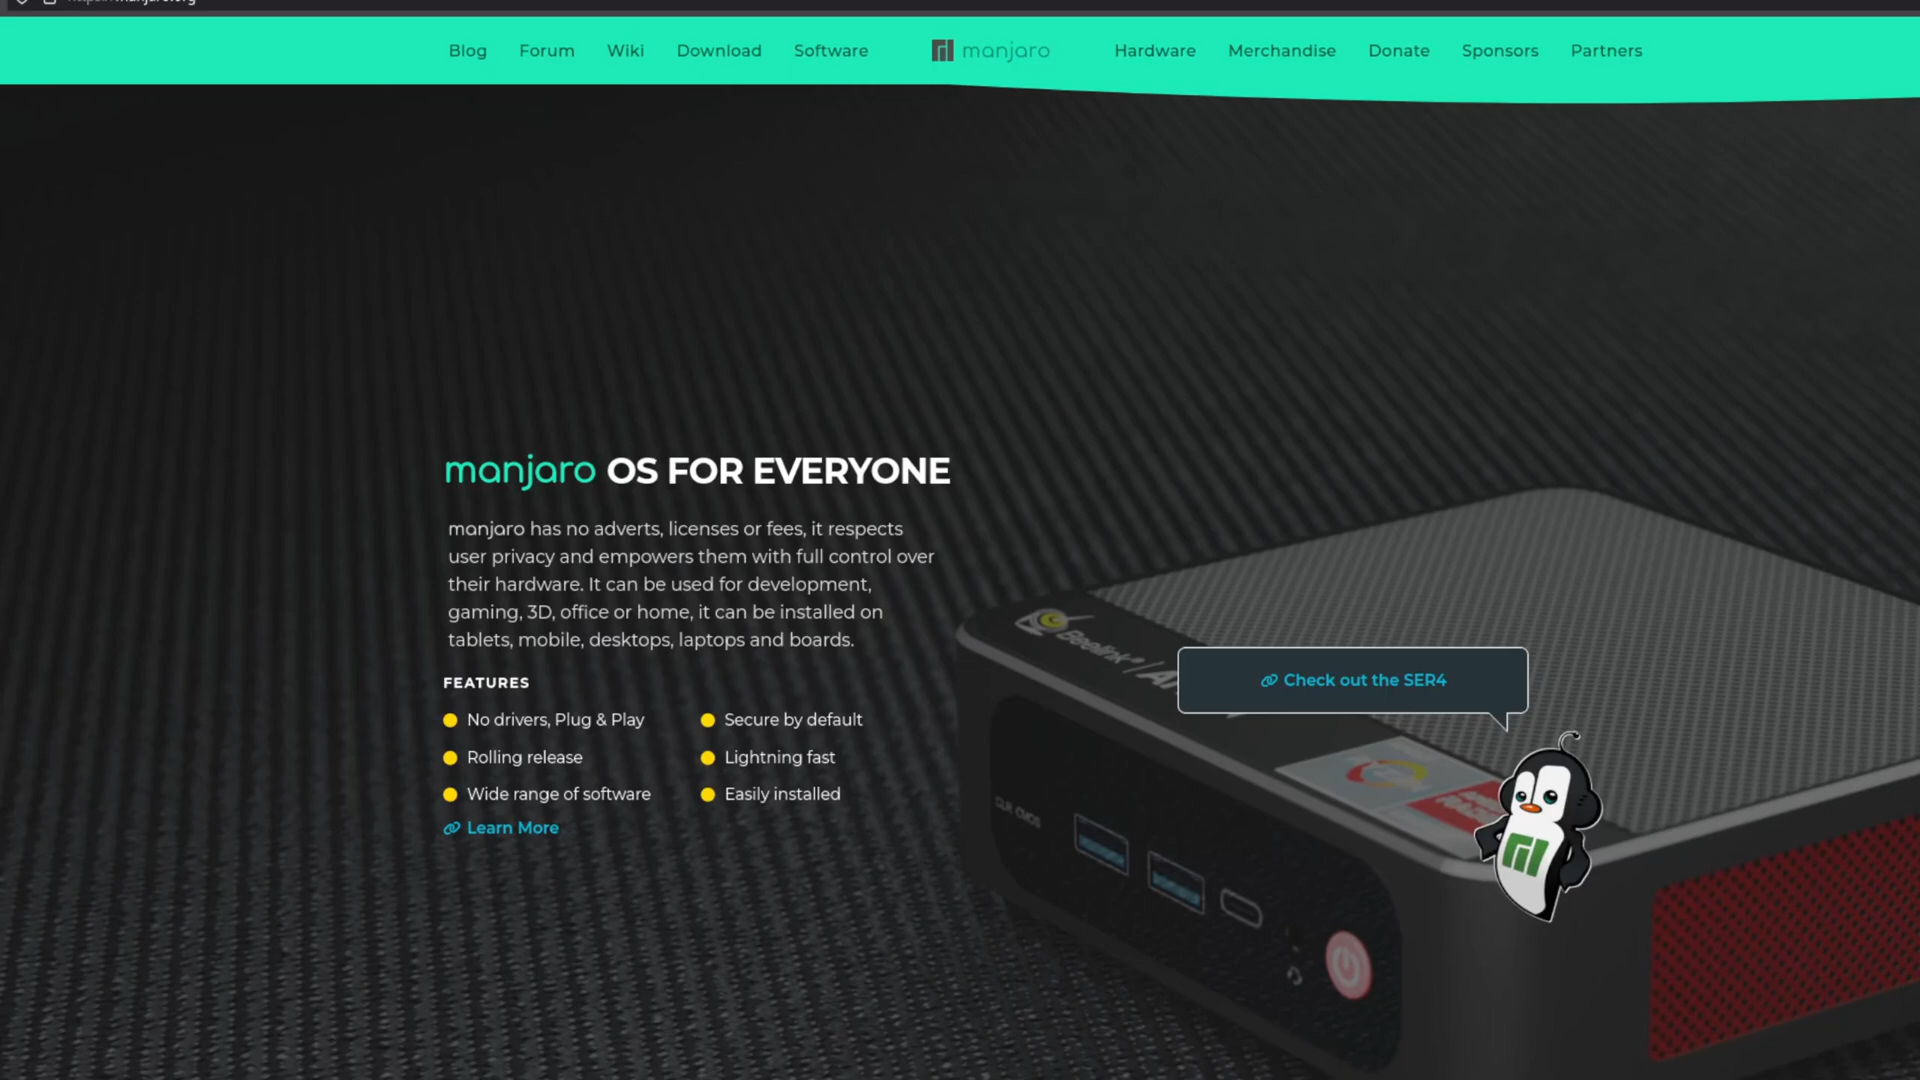 Blog Forum Wiki Download Software manjaro Hardware Merchandise Donate Sponsors Partners
manjaro OS FOR EVERYONE
manjaro has no adverts, licenses or fees, it respects
user privacy and empowers them with full control over
their hardware. It can be used for development,
gaming, 3D, office or home, it can be installed on
tablets, mobile, desktops, laptops and boards.
FEATURES
No drivers, Plug & Play
Secure by default
Rolling release
Lightning fast
Wide range of software
Easily installed
Learn More
Beelink
Check out the SER4
CLR CMOS